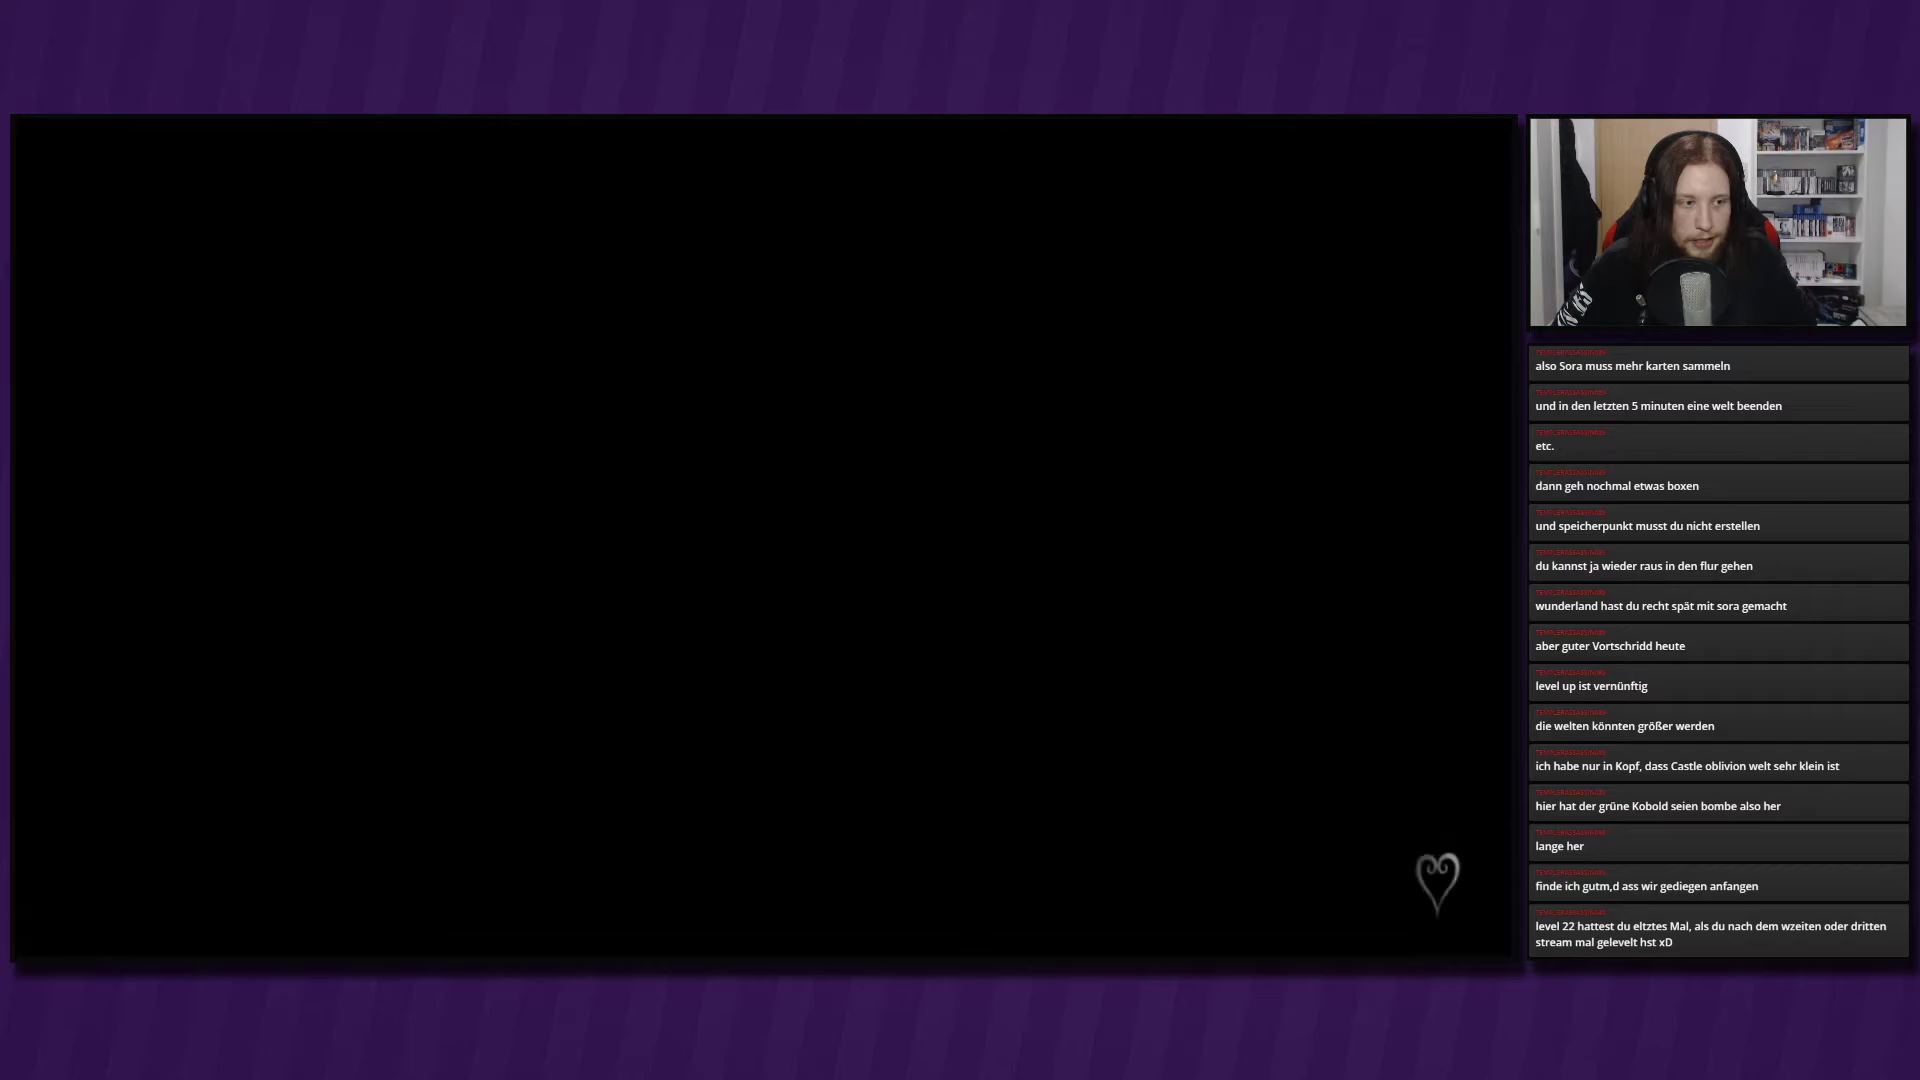 also Sora muss mehr karten sammeln
und in den letzten 5 minuten eine welt beenden
etc.
dann geh nochmal etwas boxen
und speicherpunkt musst du nicht erstellen
du kannst ja wieder raus in den flur gehen
wunderland hast du recht spät mit sora gemacht
aber guter Vortschridd heute
level up ist vernünftig
die welten könnten größer werden
ich habe nur in Kopf, dass Castle oblivion welt sehr klein ist
hier hat der grüne Kobold seien bombe also her
lange her
finde ich gutm,d ass wir gediegen anfangen
level 22 hattest du eltztes Mal, als du nach dem wzeiten oder dritten
stream mal gelevelt hst xD